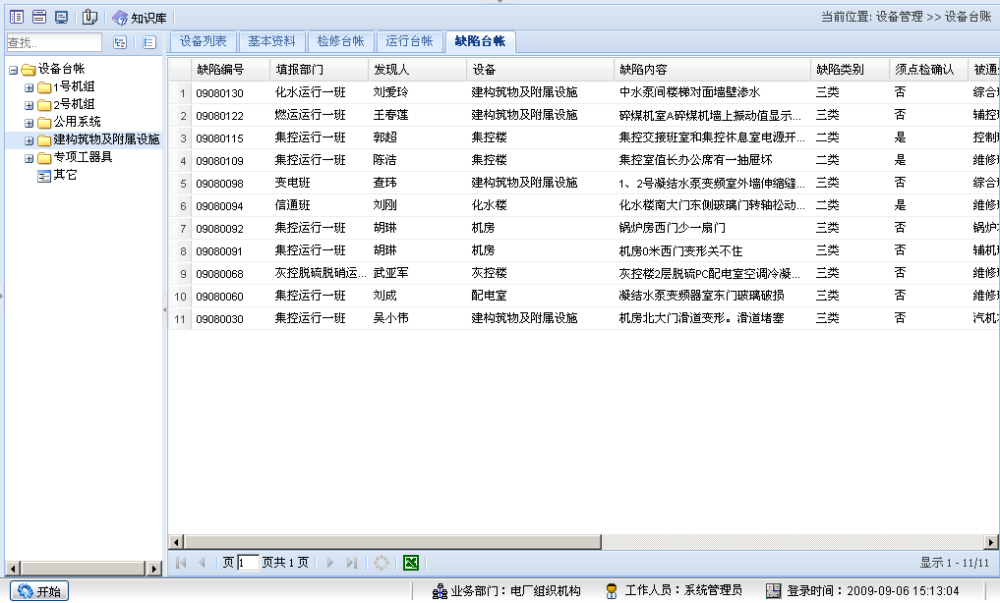 知识库 当前位置: 设备管理 >> 设备台账
查找.. 设备列表 基本资料 检修台帐 运行台帐 缺陷台帐
设备台帐
1号机组
2号机组
公用系统
建构筑物及附属设施
专项工器具
其它
缺陷编号 填报部门 发现人 设备 缺陷内容 缺陷类别 须点检确认 被通
1 09080130 化水运行一班 刘爱玲 建构筑物及附属设施 中水泵间楼梯对面墙壁渗水 三类 否 综合
2 09080122 燃运运行一班 王春莲 建构筑物及附属设施 碎煤机室A碎煤机墙上振动值显示... 三类 否 辅控
3 09080115 集控运行一班 郭超 集控楼 集控交接班室和集控休息室电源开... 二类 是 控制
4 09080109 集控运行一班 陈浩 集控楼 集控室值长办公席有一抽屉坏 二类 是 维修
5 09080098 变电班 查玮 建构筑物及附属设施 1、2号凝结水泵变频室外墙伸缩缝... 三类 否 综合
6 09080094 信通班 刘刚 化水楼 化水楼南大门东侧玻璃门转轴松动... 二类 是 维修
7 09080092 集控运行一班 胡琳 机房 锅炉房西门少一扇门 三类 否 锅炉
8 09080091 集控运行一班 胡琳 机房 机房0米西门变形关不住 三类 否 辅机
9 09080068 灰控脱硫脱硝运... 武亚军 灰控楼 灰控楼2层脱硫PC配电室空调冷凝... 三类 否 维修
10 09080060 集控运行一班 刘成 配电室 凝结水泵变频器室东门玻璃破损 三类 否 维修
11 09080030 集控运行一班 吴小伟 建构筑物及附属设施 机房北大门滑道变形。滑道堵塞 三类 否 汽机
页 1 页共 1 页 显示 1 - 11/11
开始 业务部门：电厂组织机构 工作人员：系统管理员 登录时间：2009-09-06 15:13:04